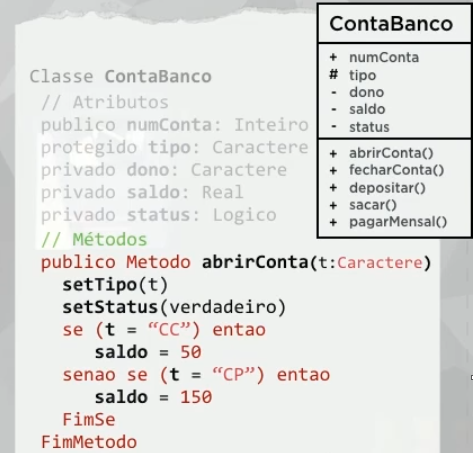 Classe ContaBanco
// Atributos
publico numConta: Inteiro
protegido tipo: Caractere
privado dono: Caractere
privado saldo: Real
privado status: Logico
// Métodos
publico Metodo abrirConta(t:Caractere)
setTipo(t)
setStatus(verdadeiro)
se (t = “CC”) entao
saldo = 50
senao se (t = “CP”) entao
saldo = 150
FimSe
FimMetodo
ContaBanco
+ numConta
# tipo
- dono
- saldo
- status
+ abrirConta()
+ fecharConta()
+ depositar()
+ sacar()
+ pagarMensal()